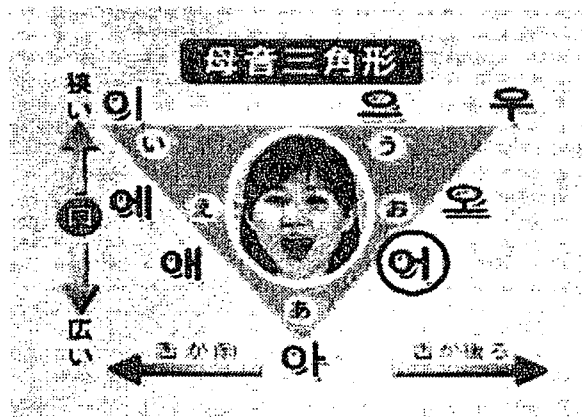 母音三角形
狭い
이 으 우
い う
口
에 え お 오
애 어
あ
広い
舌が前 아 舌が後ろ